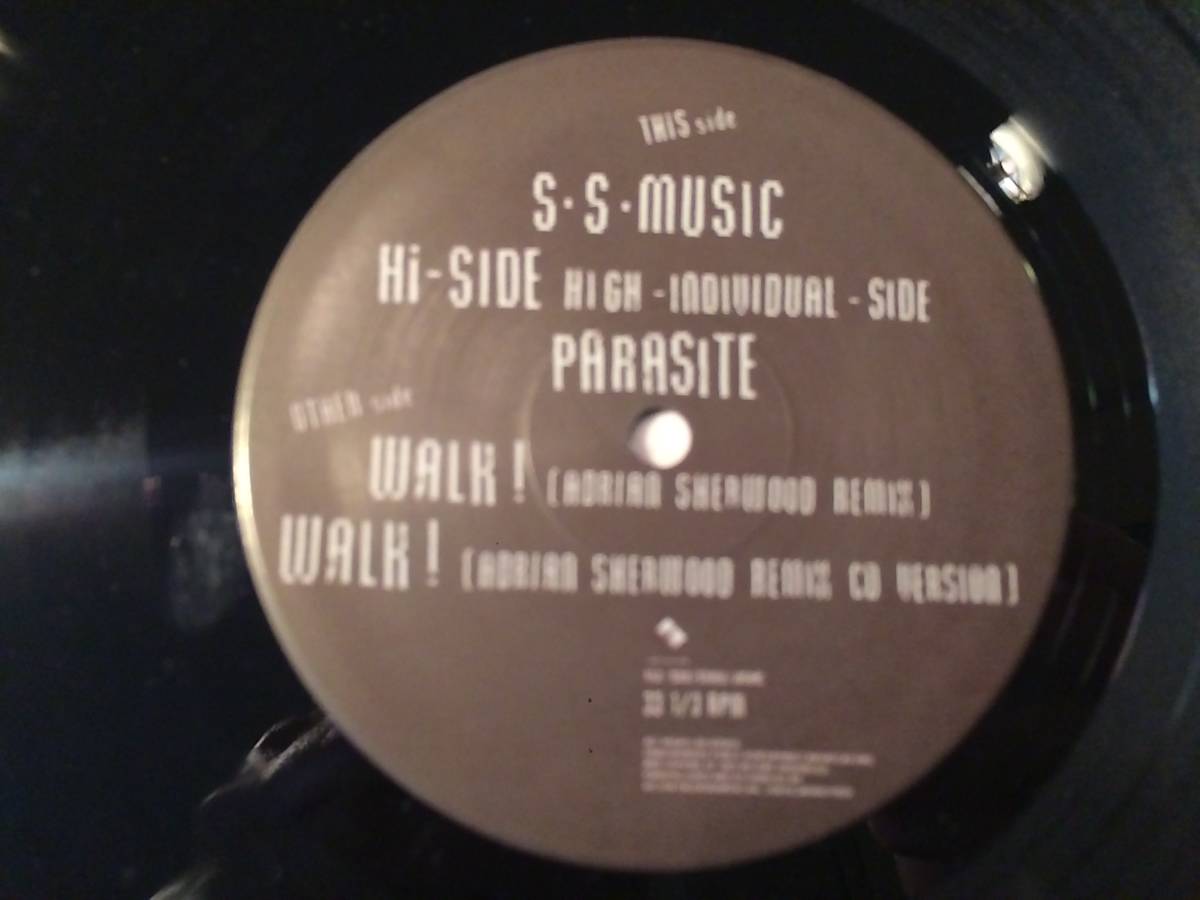 THiS side
S·S·MUSiC
Hi-SIDE HIGH-INDIVIDUAL-SIDE
PARASiTE
OTHER side
WALK! (ADRIAN SHERWOOD REMIX)
WALK! (ADRIAN SHERWOOD REMIX CD VERSION)
33 1/3 RPM